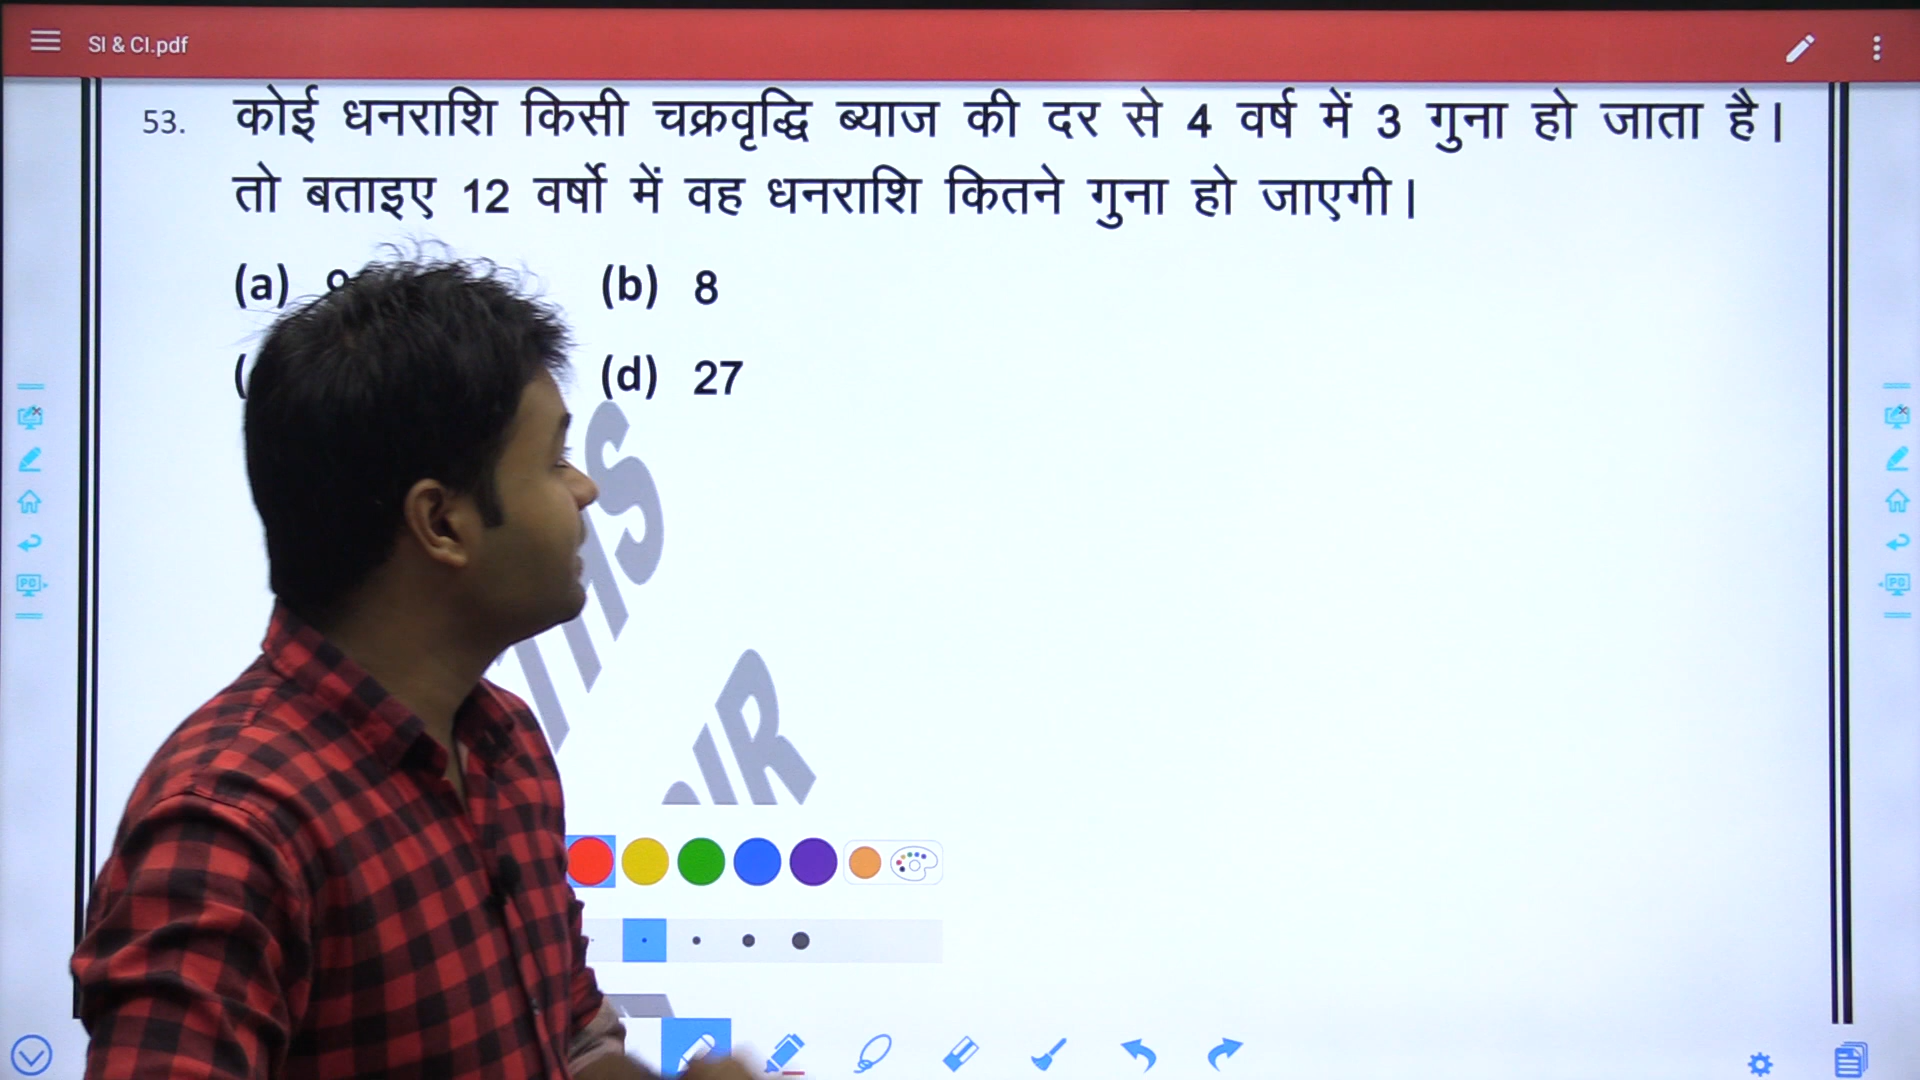 SI & CI.pdf
53. कोई धनराशि किसी चक्रवृद्धि ब्याज की दर से 4 वर्ष में 3 गुना हो जाता है।
तो बताइए 12 वर्षो में वह धनराशि कितने गुना हो जाएगी।
(a) (b) 8
(d) 27